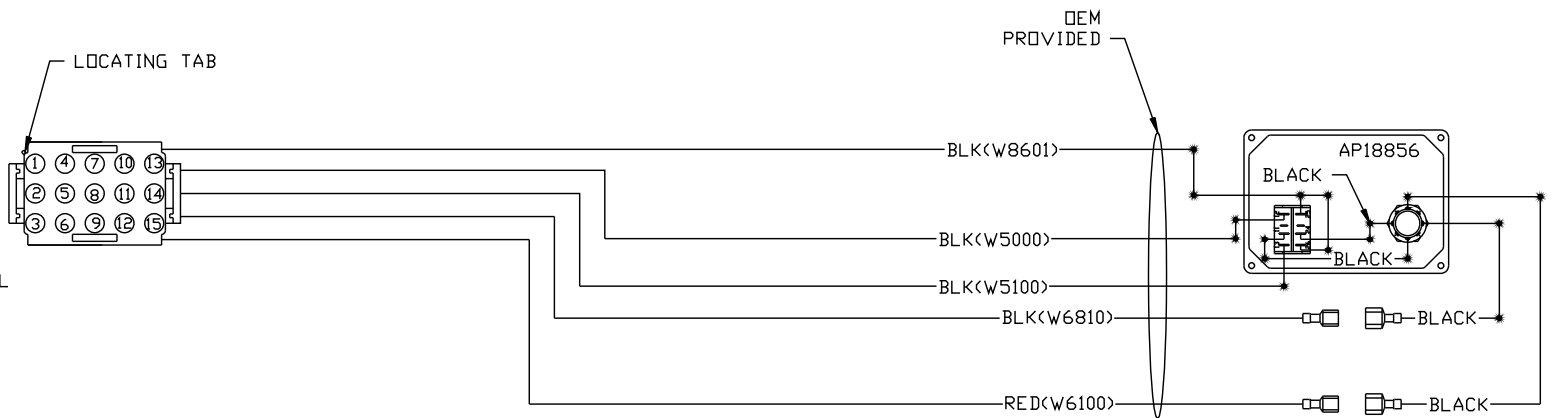 OEM
PROVIDED
LOCATING TAB
1 4 7 10 13
2 5 8 11 14
3 6 9 12 15
BLK(W8601)
AP18856
BLACK
BLK(W5000)
BLACK
L
BLK(W5100)
BLK(W6810)
BLACK
RED(W6100)
BLACK